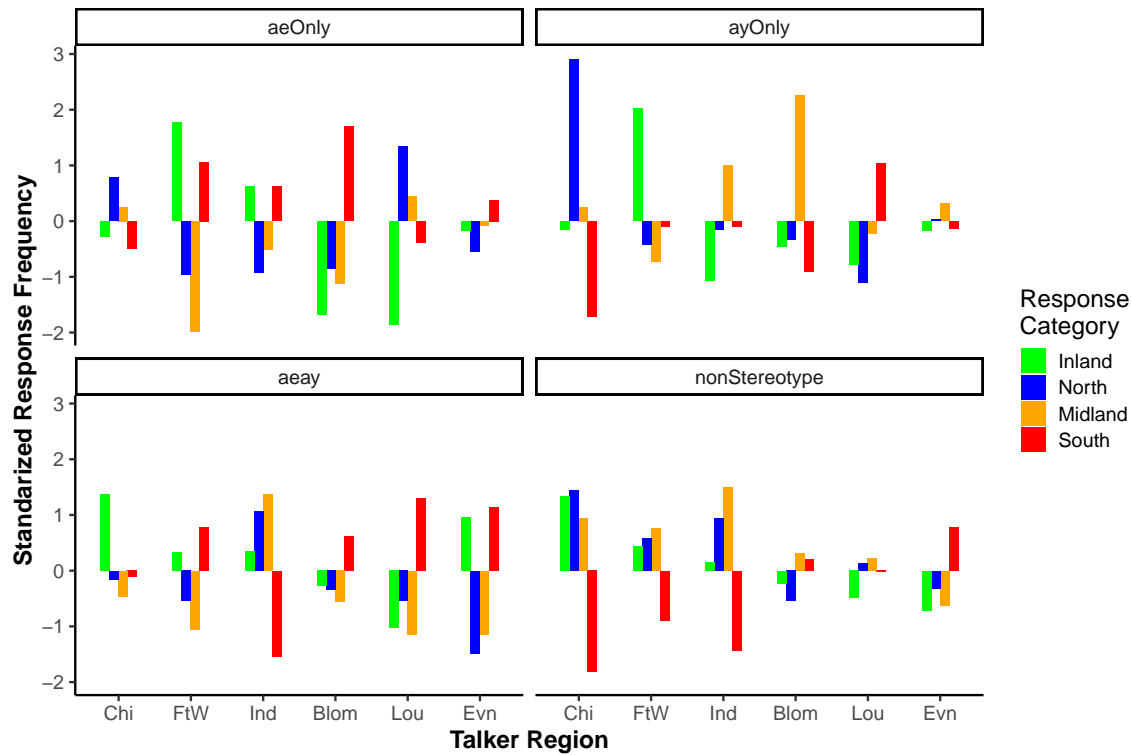 aeOnly
ayOnly
3
2
1
0
−1
−2
aeay
nonStereotype
3
2
1
0
−1
−2
Chi FtW Ind Blom Lou Evn
Chi FtW Ind Blom Lou Evn
Talker Region
Standarized Response Frequency
Response
Category
Inland
North
Midland
South